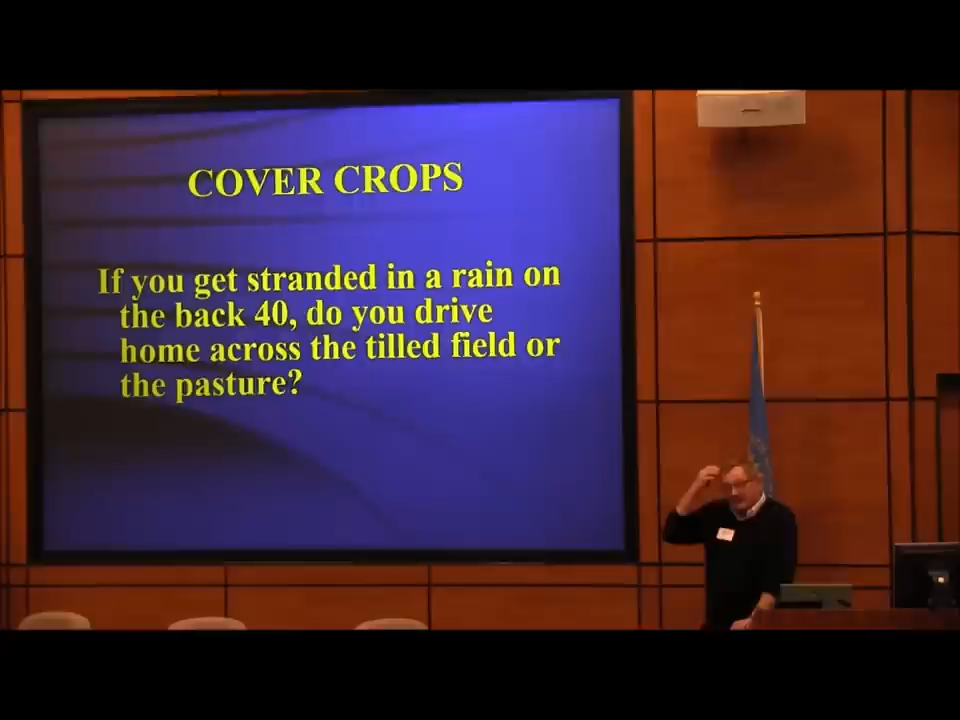 COVER CROPS
If you get stranded in a rain on
the back 40, do you drive
home across the tilled field or
the pasture?